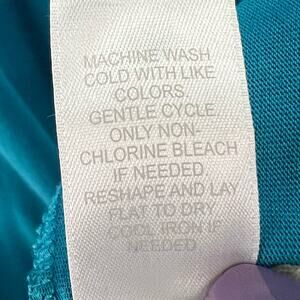 MACHINE WASH
COLD WITH LIKE
COLORS.
GENTLE CYCLE.
ONLY NON-
CHLORINE BLEACH
IF NEEDED.
RESHAPE AND LAY
FLAT TO DRY.
COOL IRON IF
NEEDED